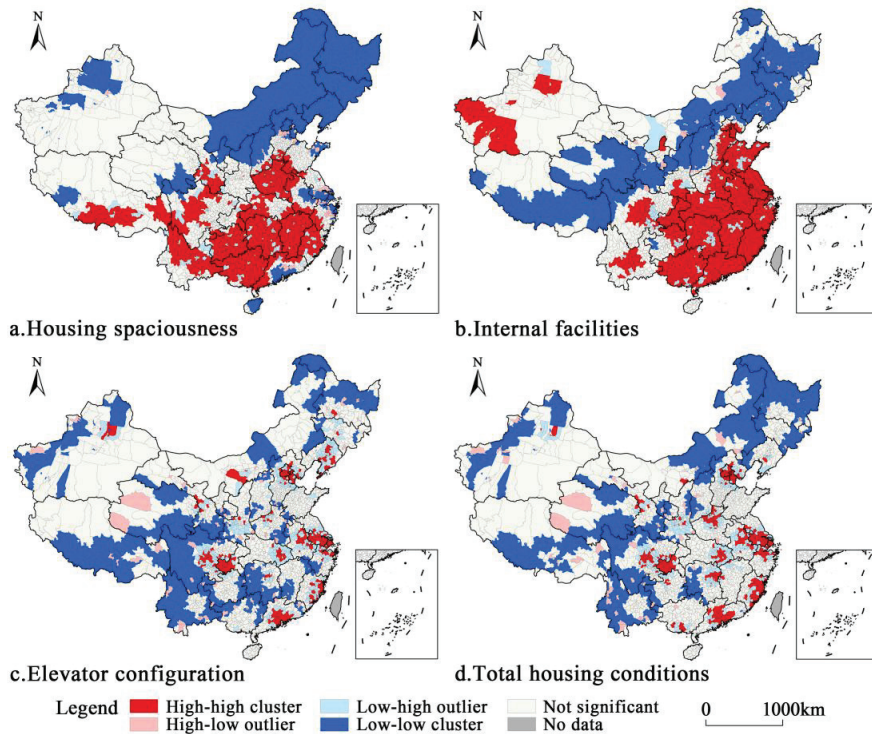 N
N
a.Housing spaciousness
b.Internal facilities
N
N
c.Elevator configuration
d.Total housing conditions
Legend
High-high cluster
Low-high outlier
Not significant
High-low outlier
Low-low cluster
No data
0 1000km